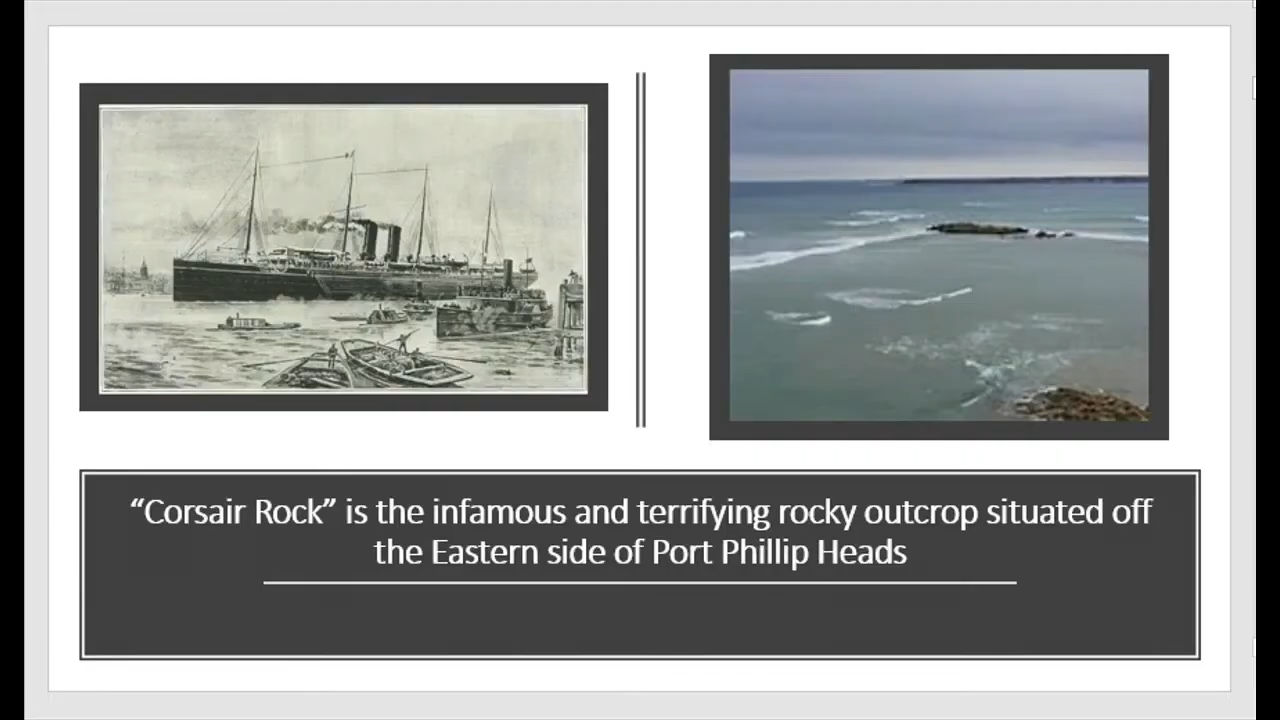 “Corsair Rock” is the infamous and terrifying rocky outcrop situated off
the Eastern side of Port Phillip Heads